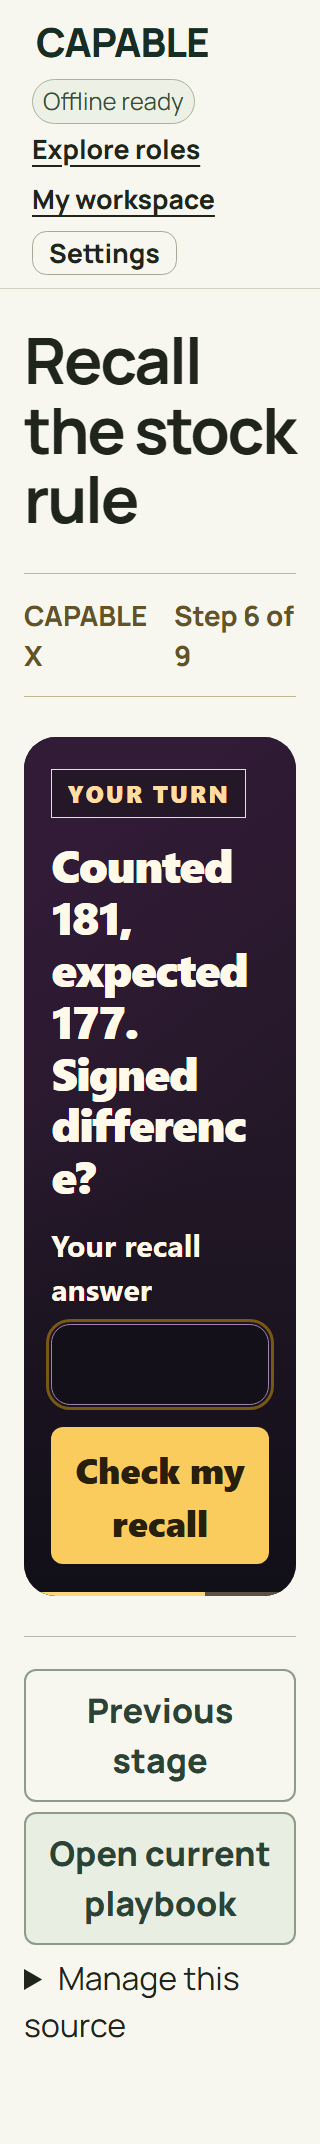 CAPABLE
Offline ready
Explore roles
My workspace
Settings
Recall
the stock
rule
CAPABLE
X
Step 6 of
9
YOUR TURN
Counted
181,
expected
177.
Signed
differenc
e?
Your recall
answer
Check my
recall
Previous
stage
Open current
playbook
Manage this
source